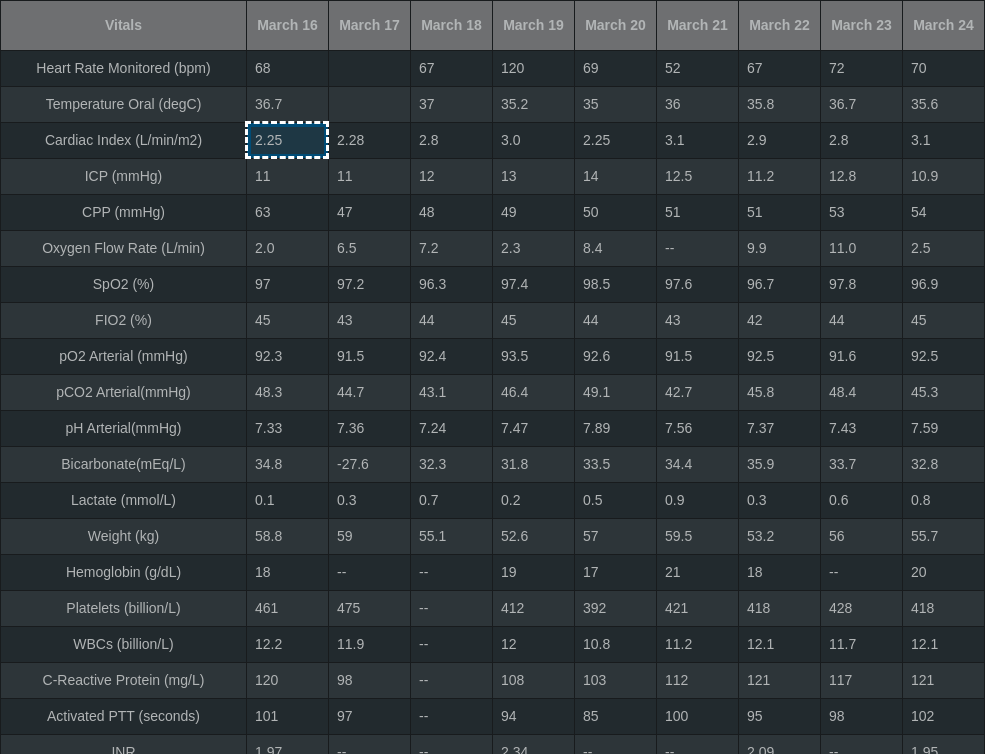 Vitals March 16 March 17 March 18 March 19 March 20 March 21 March 22 March 23 March 24
Heart Rate Monitored (bpm) 68 67 120 69 52 67 72 70
Temperature Oral (degC) 36.7 37 35.2 35 36 35.8 36.7 35.6
Cardiac Index (L/min/m2) 2.25 2.28 2.8 3.0 2.25 3.1 2.9 2.8 3.1
ICP (mmHg) 11 11 12 13 14 12.5 11.2 12.8 10.9
CPP (mmHg) 63 47 48 49 50 51 51 53 54
Oxygen Flow Rate (L/min) 2.0 6.5 7.2 2.3 8.4 -- 9.9 11.0 2.5
SpO2 (%) 97 97.2 96.3 97.4 98.5 97.6 96.7 97.8 96.9
FIO2 (%) 45 43 44 45 44 43 42 44 45
pO2 Arterial (mmHg) 92.3 91.5 92.4 93.5 92.6 91.5 92.5 91.6 92.5
pCO2 Arterial(mmHg) 48.3 44.7 43.1 46.4 49.1 42.7 45.8 48.4 45.3
pH Arterial(mmHg) 7.33 7.36 7.24 7.47 7.89 7.56 7.37 7.43 7.59
Bicarbonate(mEq/L) 34.8 -27.6 32.3 31.8 33.5 34.4 35.9 33.7 32.8
Lactate (mmol/L) 0.1 0.3 0.7 0.2 0.5 0.9 0.3 0.6 0.8
Weight (kg) 58.8 59 55.1 52.6 57 59.5 53.2 56 55.7
Hemoglobin (g/dL) 18 -- -- 19 17 21 18 -- 20
Platelets (billion/L) 461 475 -- 412 392 421 418 428 418
WBCs (billion/L) 12.2 11.9 -- 12 10.8 11.2 12.1 11.7 12.1
C-Reactive Protein (mg/L) 120 98 -- 108 103 112 121 117 121
Activated PTT (seconds) 101 97 -- 94 85 100 95 98 102
INR 1.97 -- -- 2.34 -- -- 2.09 -- 1.95